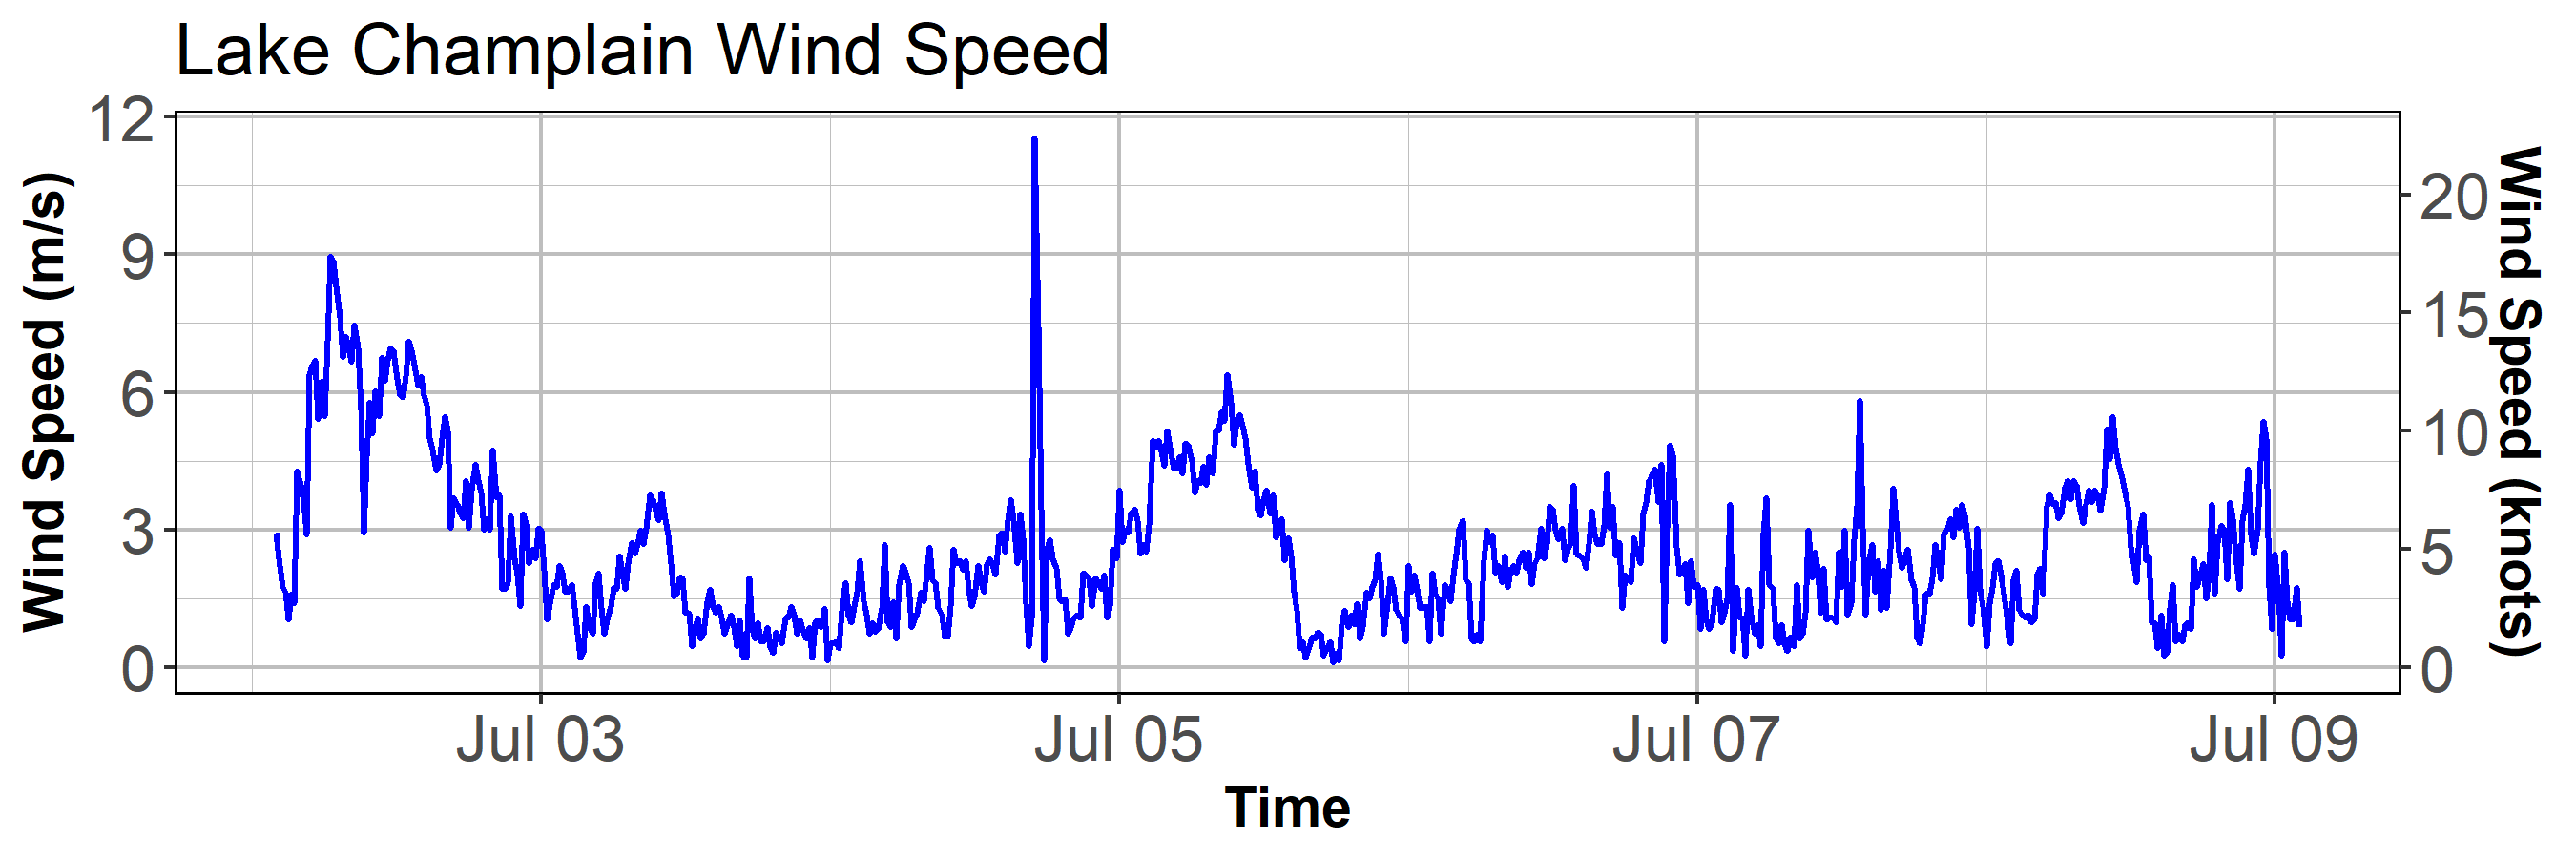 Lake Champlain Wind Speed
Wind Speed (m/s)
12
9
6
3
0
20
15
10
5
0
Wind Speed (knots)
Jul 03 Jul 05 Jul 07 Jul 09
Time